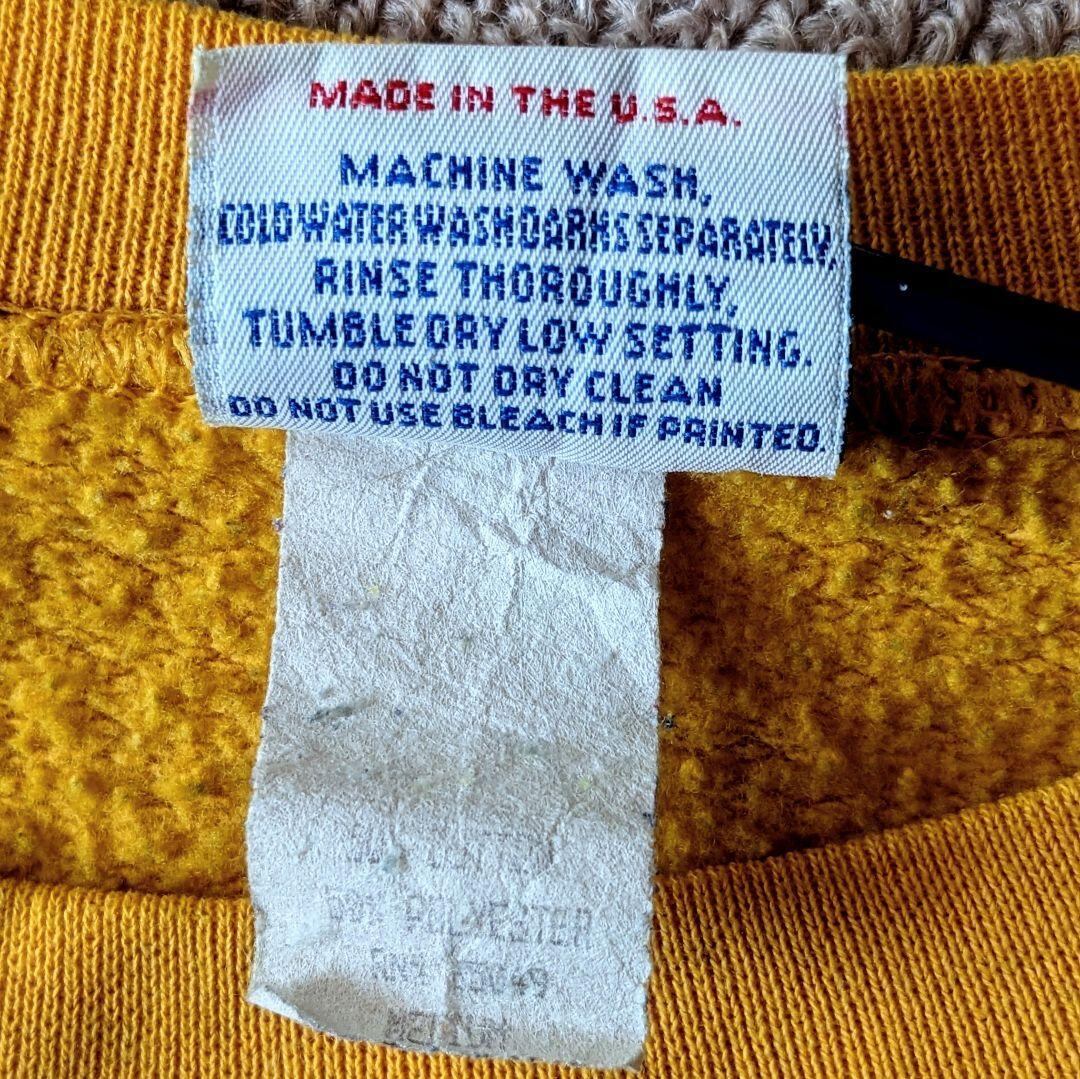 MADE IN THE U.S.A.
MACHINE WASH,
COLD WATER WASH DARKS SEPARATELY.
RINSE THOROUGHLY,
TUMBLE DRY LOW SETTING.
DO NOT DRY CLEAN
DO NOT USE BLEACH IF PRINTED.
POLYESTER